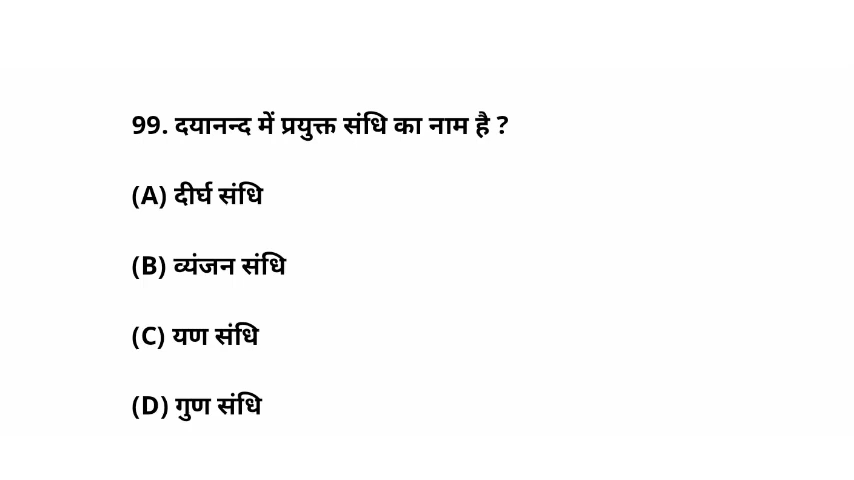 99. दयानन्द में प्रयुक्त संधि का नाम है ?
(A) दीर्घ संधि
(B) व्यंजन संधि
(C) यण संधि
(D) गुण संधि